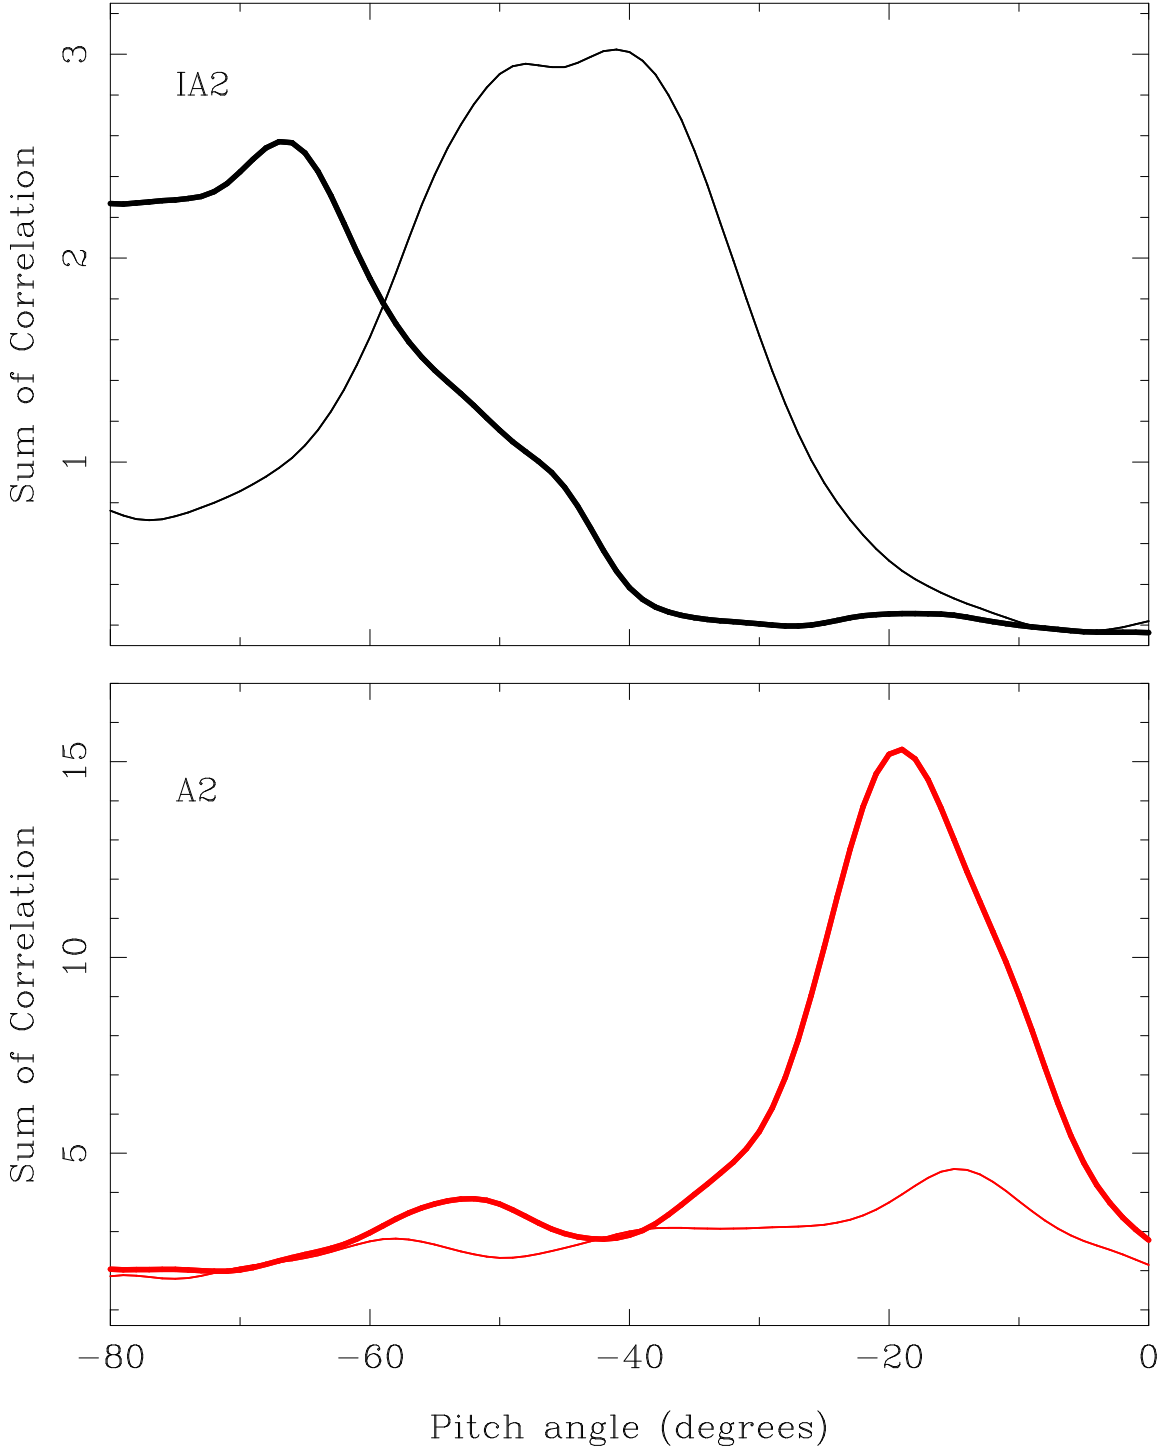 3
IA2
2
1
Sum of Correlation
15
A2
10
5
Sum of Correlation
−80 −60 −40 −20 0
Pitch angle (degrees)